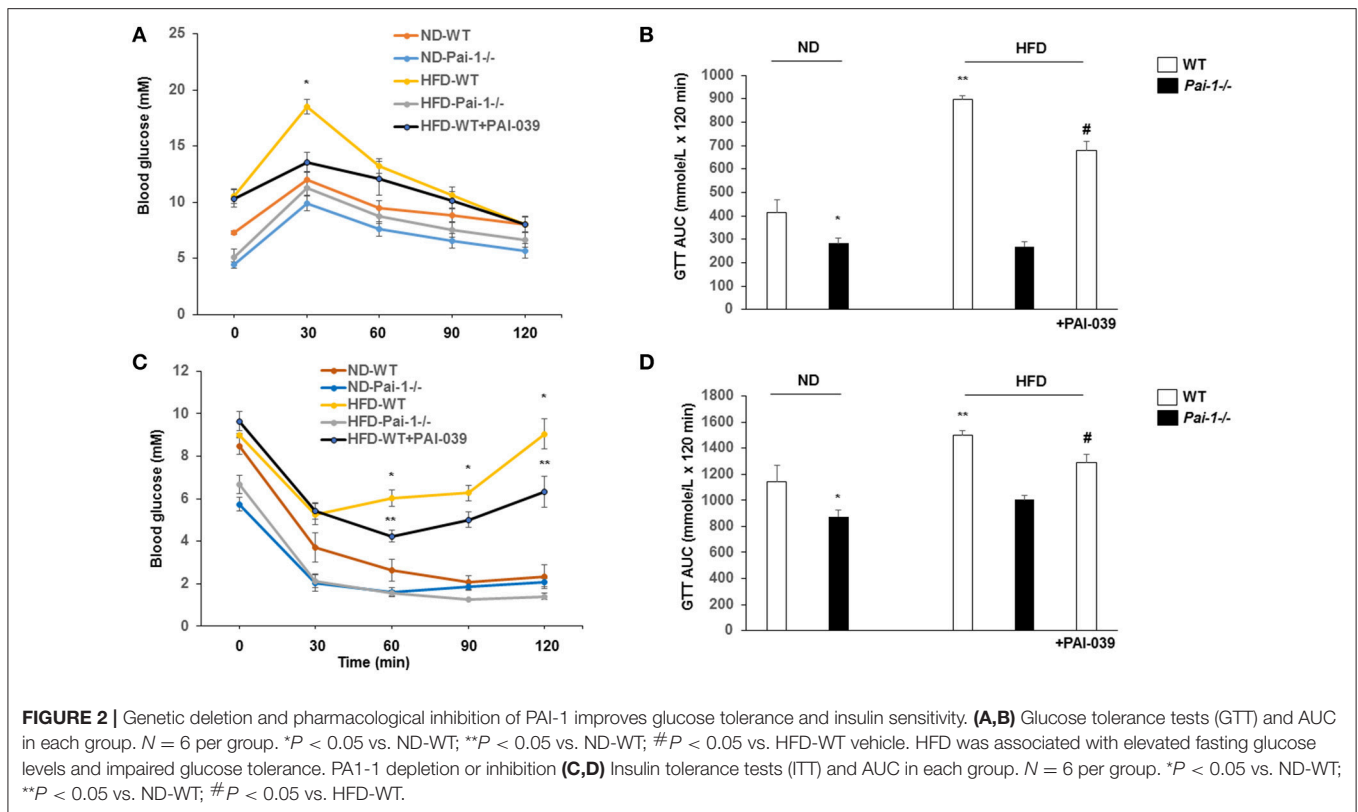 A
25
20
15
10
5
0
Blood glucose (mM)
ND-WT
ND-Pai-1-/-
HFD-WT
HFD-Pai-1-/-
HFD-WT+PAI-039
*
0 30 60 90 120
B
ND HFD
1000
900
800
700
600
500
400
300
200
100
0
GTT AUC (mmole/L x 120 min)
*
**
#
+PAI-039
WT
Pai-1-/-
C
12
10
8
6
4
2
0
Blood glucose (mM)
ND-WT
ND-Pai-1-/-
HFD-WT
HFD-Pai-1-/-
HFD-WT+PAI-039
*
**
*
*
**
0 30 60 90 120
Time (min)
D
ND HFD
1800
1600
1400
1200
1000
800
600
400
200
0
GTT AUC (mmole/L x 120 min)
*
**
#
+PAI-039
WT
Pai-1-/-
FIGURE 2 | Genetic deletion and pharmacological inhibition of PAI-1 improves glucose tolerance and insulin sensitivity. (A,B) Glucose tolerance tests (GTT) and AUC
in each group. N = 6 per group. *P < 0.05 vs. ND-WT; **P < 0.05 vs. ND-WT; #P < 0.05 vs. HFD-WT vehicle. HFD was associated with elevated fasting glucose
levels and impaired glucose tolerance. PA1-1 depletion or inhibition (C,D) Insulin tolerance tests (ITT) and AUC in each group. N = 6 per group. *P < 0.05 vs. ND-WT;
**P < 0.05 vs. ND-WT; #P < 0.05 vs. HFD-WT.